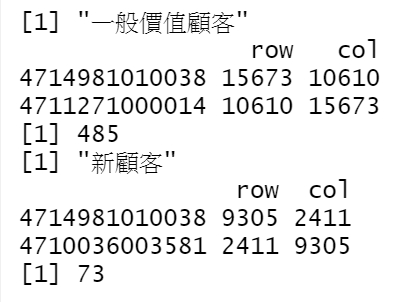 [1] "一般價值顧客"
row col
4714981010038 15673 10610
4711271000014 10610 15673
[1] 485
[1] "新顧客"
row col
4714981010038 9305 2411
4710036003581 2411 9305
[1] 73